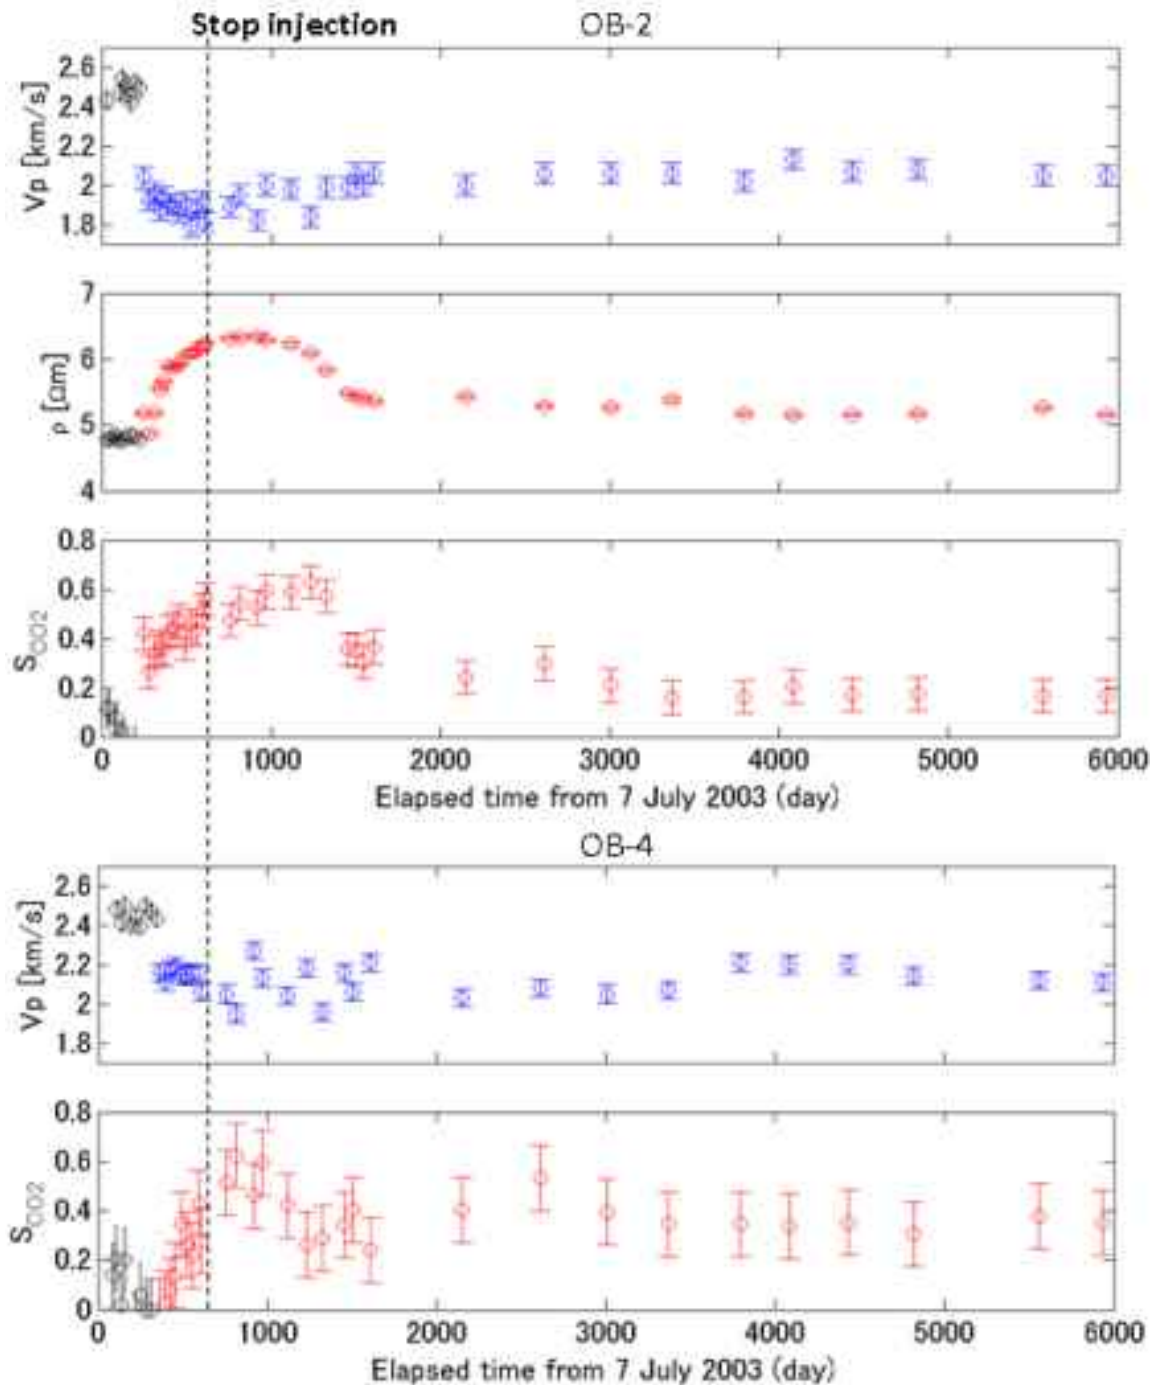 Stop injection OB-2
Vp [km/s]
2.6
2.4
2.2
2
1.8
ρ [Ωm]
7
6
5
4
S_CO2
0.8
0.6
0.4
0.2
0
0 1000 2000 3000 4000 5000 6000
Elapsed time from 7 July 2003 (day)
OB-4
Vp [km/s]
2.6
2.4
2.2
2
1.8
S_CO2
0.8
0.6
0.4
0.2
0
0 1000 2000 3000 4000 5000 6000
Elapsed time from 7 July 2003 (day)